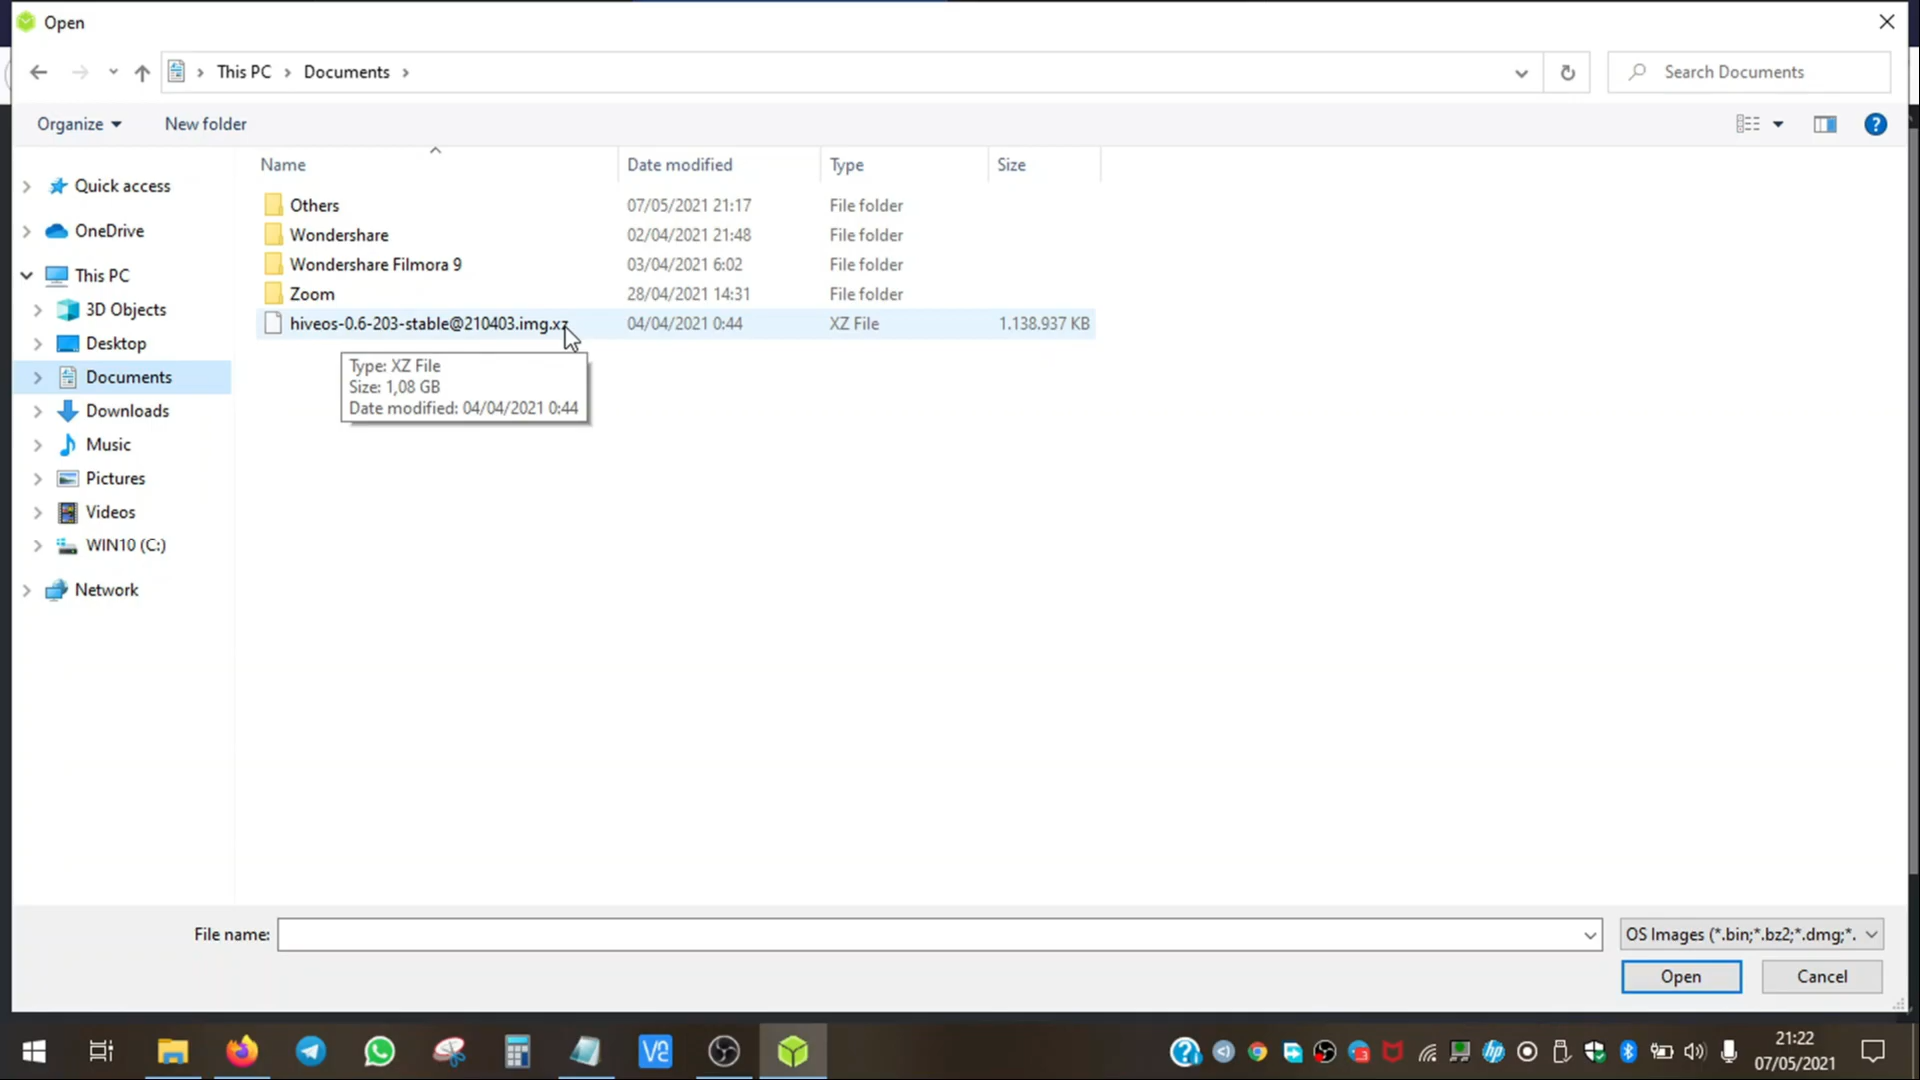 Open
This PC > Documents >
Search Documents
Organize
New folder
?
Name
Date modified
Type
Size
Quick access
OneDrive
This PC
3D Objects
Desktop
Documents
Downloads
Music
Pictures
Videos
WIN10 (C:)
Network
Others 07/05/2021 21:17 File folder
Wondershare 02/04/2021 21:48 File folder
Wondershare Filmora 9 03/04/2021 6:02 File folder
Zoom 28/04/2021 14:31 File folder
hiveos-0.6-203-stable@210403.img.xz 04/04/2021 0:44 XZ File 1.138.937 KB
Type: XZ File
Size: 1,08 GB
Date modified: 04/04/2021 0:44
File name:
OS Images (*.bin;*.bz2;*.dmg;*.
Open
Cancel
V2
?
hp
21:22
07/05/2021